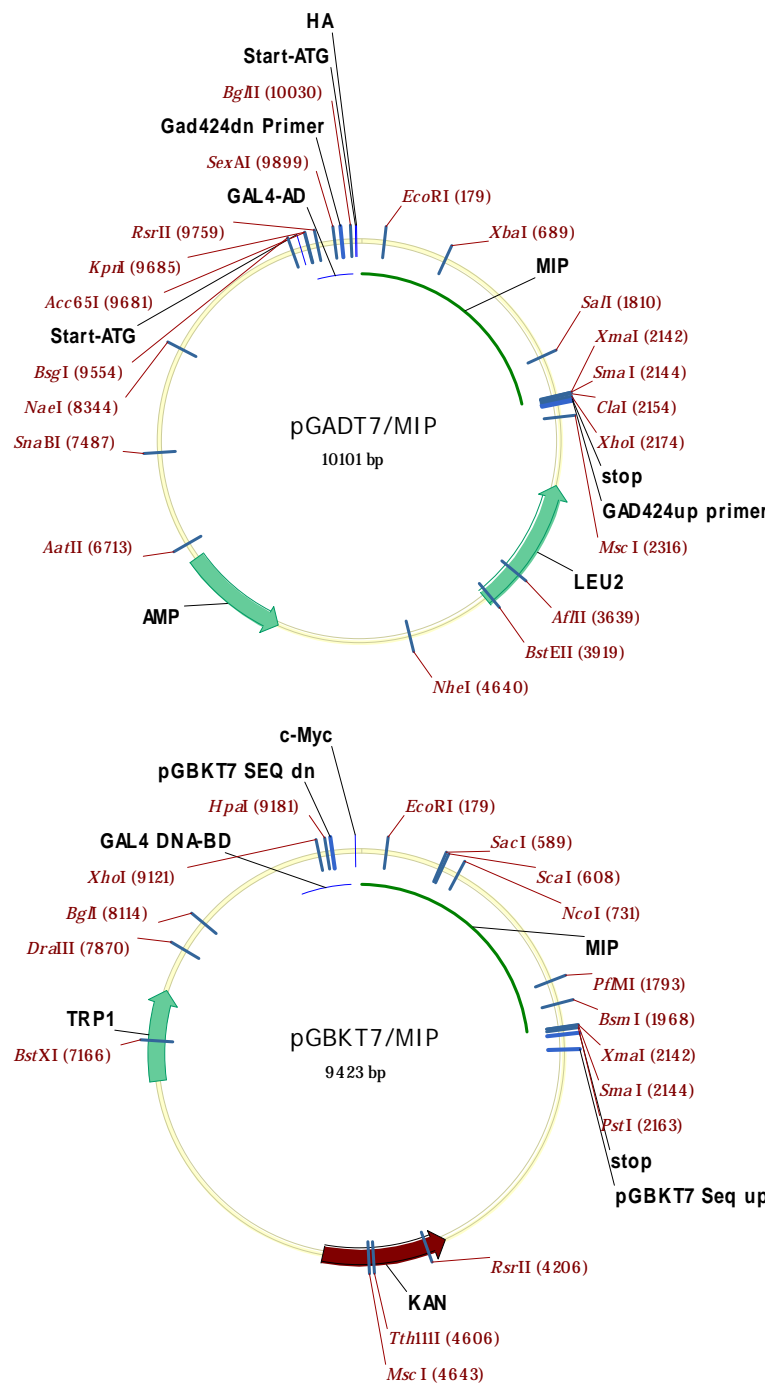 HA
Start-ATG
BglII (10030)
Gad424dn Primer
SexAI (9899)
GAL4-AD
RsrII (9759)
KpnI (9685)
Acc65I (9681)
Start-ATG
BsgI (9554)
NaeI (8344)
SnaBI (7487)
AatII (6713)
AMP
EcoRI (179)
XbaI (689)
MIP
SalI (1810)
XmaI (2142)
SmaI (2144)
ClaI (2154)
XhoI (2174)
stop
GAD424up primer
MscI (2316)
LEU2
AflII (3639)
BstEII (3919)
NheI (4640)
pGADT7/MIP
10101 bp
c-Myc
pGBKT7 SEQ dn
HpaI (9181)
GAL4 DNA-BD
XhoI (9121)
BglI (8114)
DraIII (7870)
TRP1
BstXI (7166)
EcoRI (179)
SacI (589)
ScaI (608)
NcoI (731)
MIP
PflMI (1793)
BsmI (1968)
XmaI (2142)
SmaI (2144)
PstI (2163)
stop
pGBKT7 Seq up
pGBKT7/MIP
9423 bp
RsrII (4206)
KAN
Tth111I (4606)
MscI (4643)